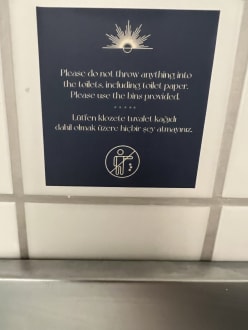 Please do not throw anything into
the toilets, including toilet paper.
Please use the bins provided.
Lütfen klozete tuvalet kağıdı
dahil olmak üzere hiçbir şey atmayınız.